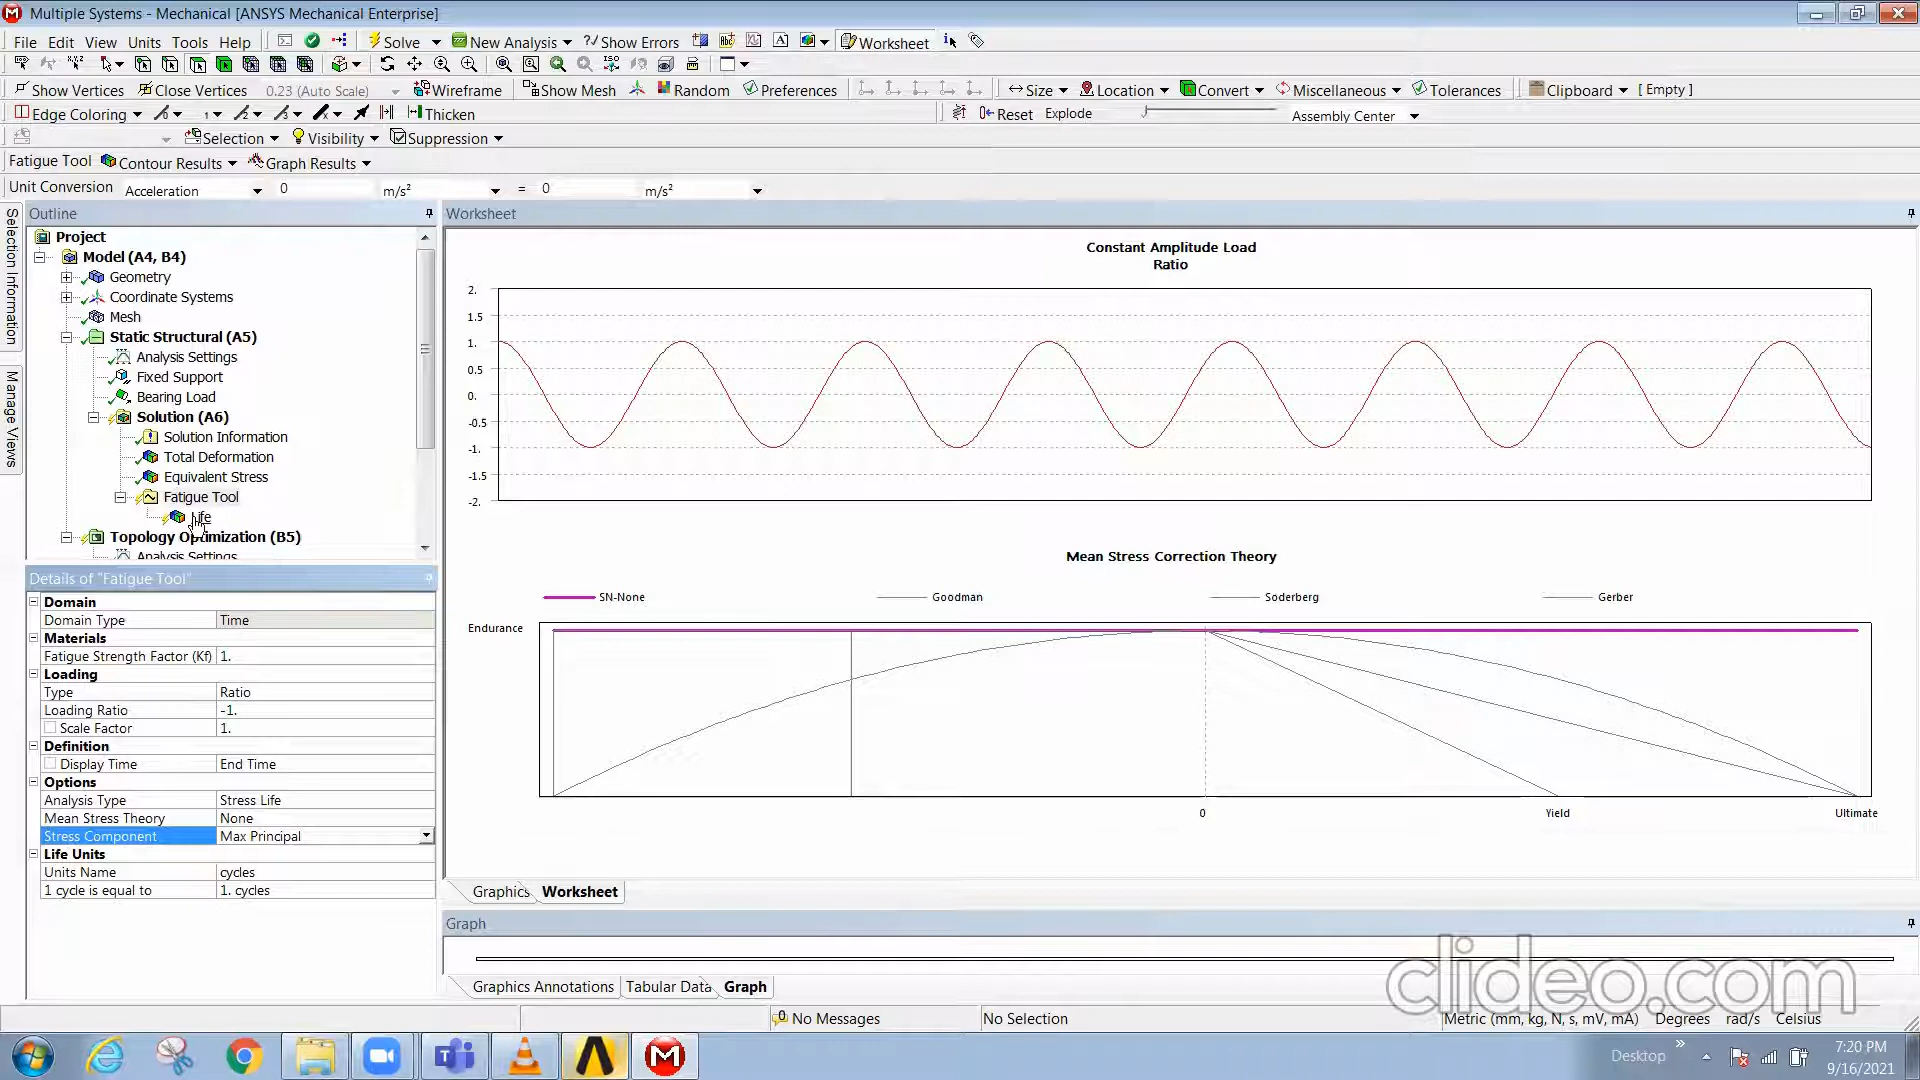 Multiple Systems - Mechanical [ANSYS Mechanical Enterprise]
File Edit View Units Tools Help Solve New Analysis ?/Show Errors Worksheet
Show Vertices Close Vertices 0.23 (Auto Scale) Wireframe Show Mesh Random Preferences Size Location Convert Miscellaneous Tolerances Clipboard [ Empty ]
Edge Coloring Thicken Reset Explode Assembly Center
Selection Visibility Suppression
Fatigue Tool Contour Results Graph Results
Unit Conversion Acceleration 0 m/s² = 0 m/s²
Selection Information
Manage Views
Outline
Project
Model (A4, B4)
Geometry
Coordinate Systems
Mesh
Static Structural (A5)
Analysis Settings
Fixed Support
Bearing Load
Solution (A6)
Solution Information
Total Deformation
Equivalent Stress
Fatigue Tool
Life
Topology Optimization (B5)
Analysis Settings
Details of "Fatigue Tool"
Domain
Domain Type Time
Materials
Fatigue Strength Factor (Kf) 1.
Loading
Type Ratio
Loading Ratio -1.
Scale Factor 1.
Definition
Display Time End Time
Options
Analysis Type Stress Life
Mean Stress Theory None
Stress Component Max Principal
Life Units
Units Name cycles
1 cycle is equal to 1. cycles
Worksheet
Constant Amplitude Load
Ratio
2.
1.5
1.
0.5
0.
-0.5
-1.
-1.5
-2.
Mean Stress Correction Theory
SN-None Goodman Soderberg Gerber
Endurance
0 Yield Ultimate
Graphics Worksheet
Graph
Graphics Annotations Tabular Data Graph
clideo.com
No Messages No Selection Metric (mm, kg, N, s, mV, mA) Degrees rad/s Celsius
Desktop
7:20 PM
9/16/2021